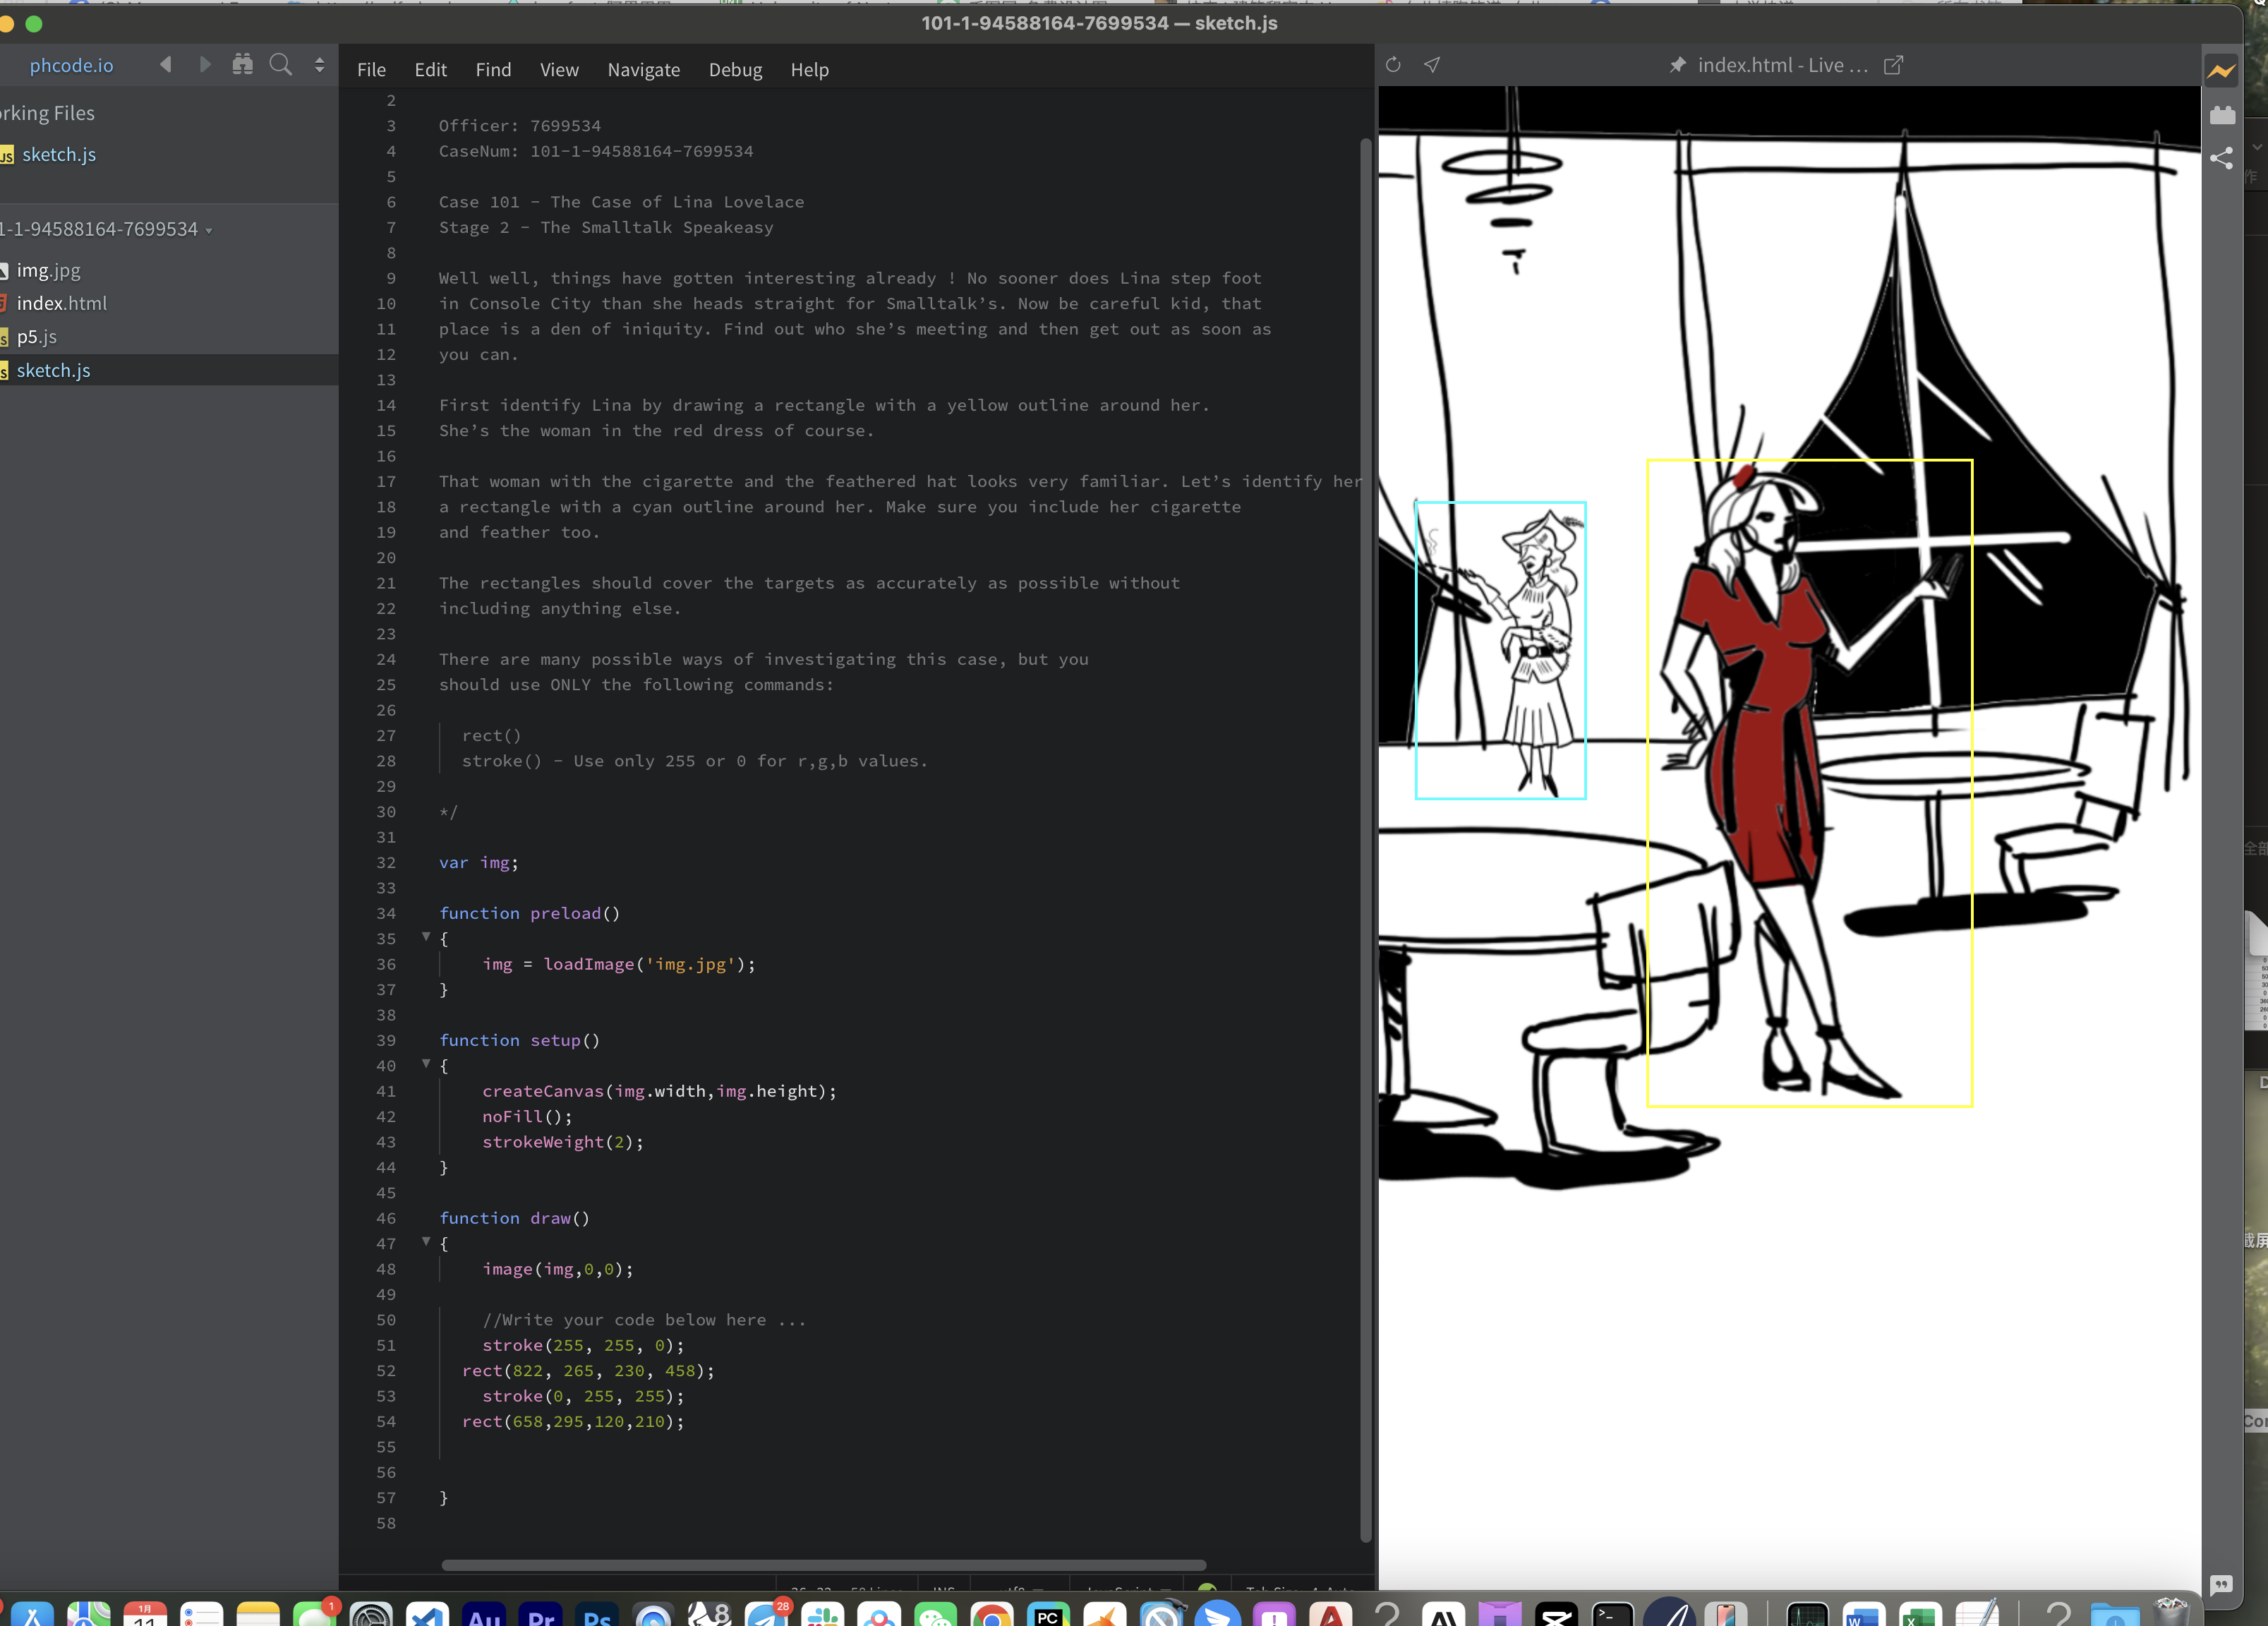 101-1-94588164-7699534 — sketch.js
phcode.io
File Edit Find View Navigate Debug Help
index.html - Live ...
rking Files
JS sketch.js
1-1-94588164-7699534
img.jpg
index.html
p5.js
sketch.js
2
3 Officer: 7699534
4 CaseNum: 101-1-94588164-7699534
5
6 Case 101 - The Case of Lina Lovelace
7 Stage 2 - The Smalltalk Speakeasy
8
9 Well well, things have gotten interesting already ! No sooner does Lina step foot
10 in Console City than she heads straight for Smalltalk’s. Now be careful kid, that
11 place is a den of iniquity. Find out who she’s meeting and then get out as soon as
12 you can.
13
14 First identify Lina by drawing a rectangle with a yellow outline around her.
15 She’s the woman in the red dress of course.
16
17 That woman with the cigarette and the feathered hat looks very familiar. Let’s identify her
18 a rectangle with a cyan outline around her. Make sure you include her cigarette
19 and feather too.
20
21 The rectangles should cover the targets as accurately as possible without
22 including anything else.
23
24 There are many possible ways of investigating this case, but you
25 should use ONLY the following commands:
26
27 rect()
28 stroke() - Use only 255 or 0 for r,g,b values.
29
30 */
31
32 var img;
33
34 function preload()
35 {
36 img = loadImage('img.jpg');
37 }
38
39 function setup()
40 {
41 createCanvas(img.width,img.height);
42 noFill();
43 strokeWeight(2);
44 }
45
46 function draw()
47 {
48 image(img,0,0);
49
50 //Write your code below here ...
51 stroke(255, 255, 0);
52 rect(822, 265, 230, 458);
53 stroke(0, 255, 255);
54 rect(658,295,120,210);
55
56
57 }
58
全部
截屏
1月
11
1
Au
Pr
Ps
8
28
PC
W
X